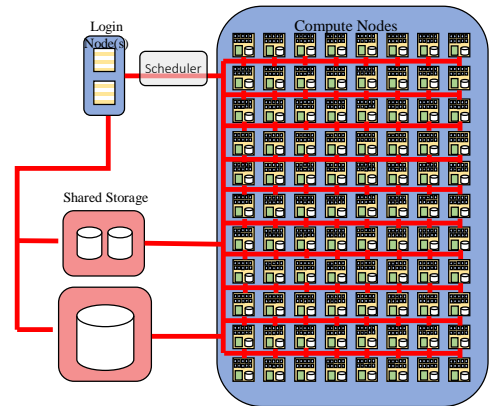 Login
Node(s)
Compute Nodes
Scheduler
Shared Storage